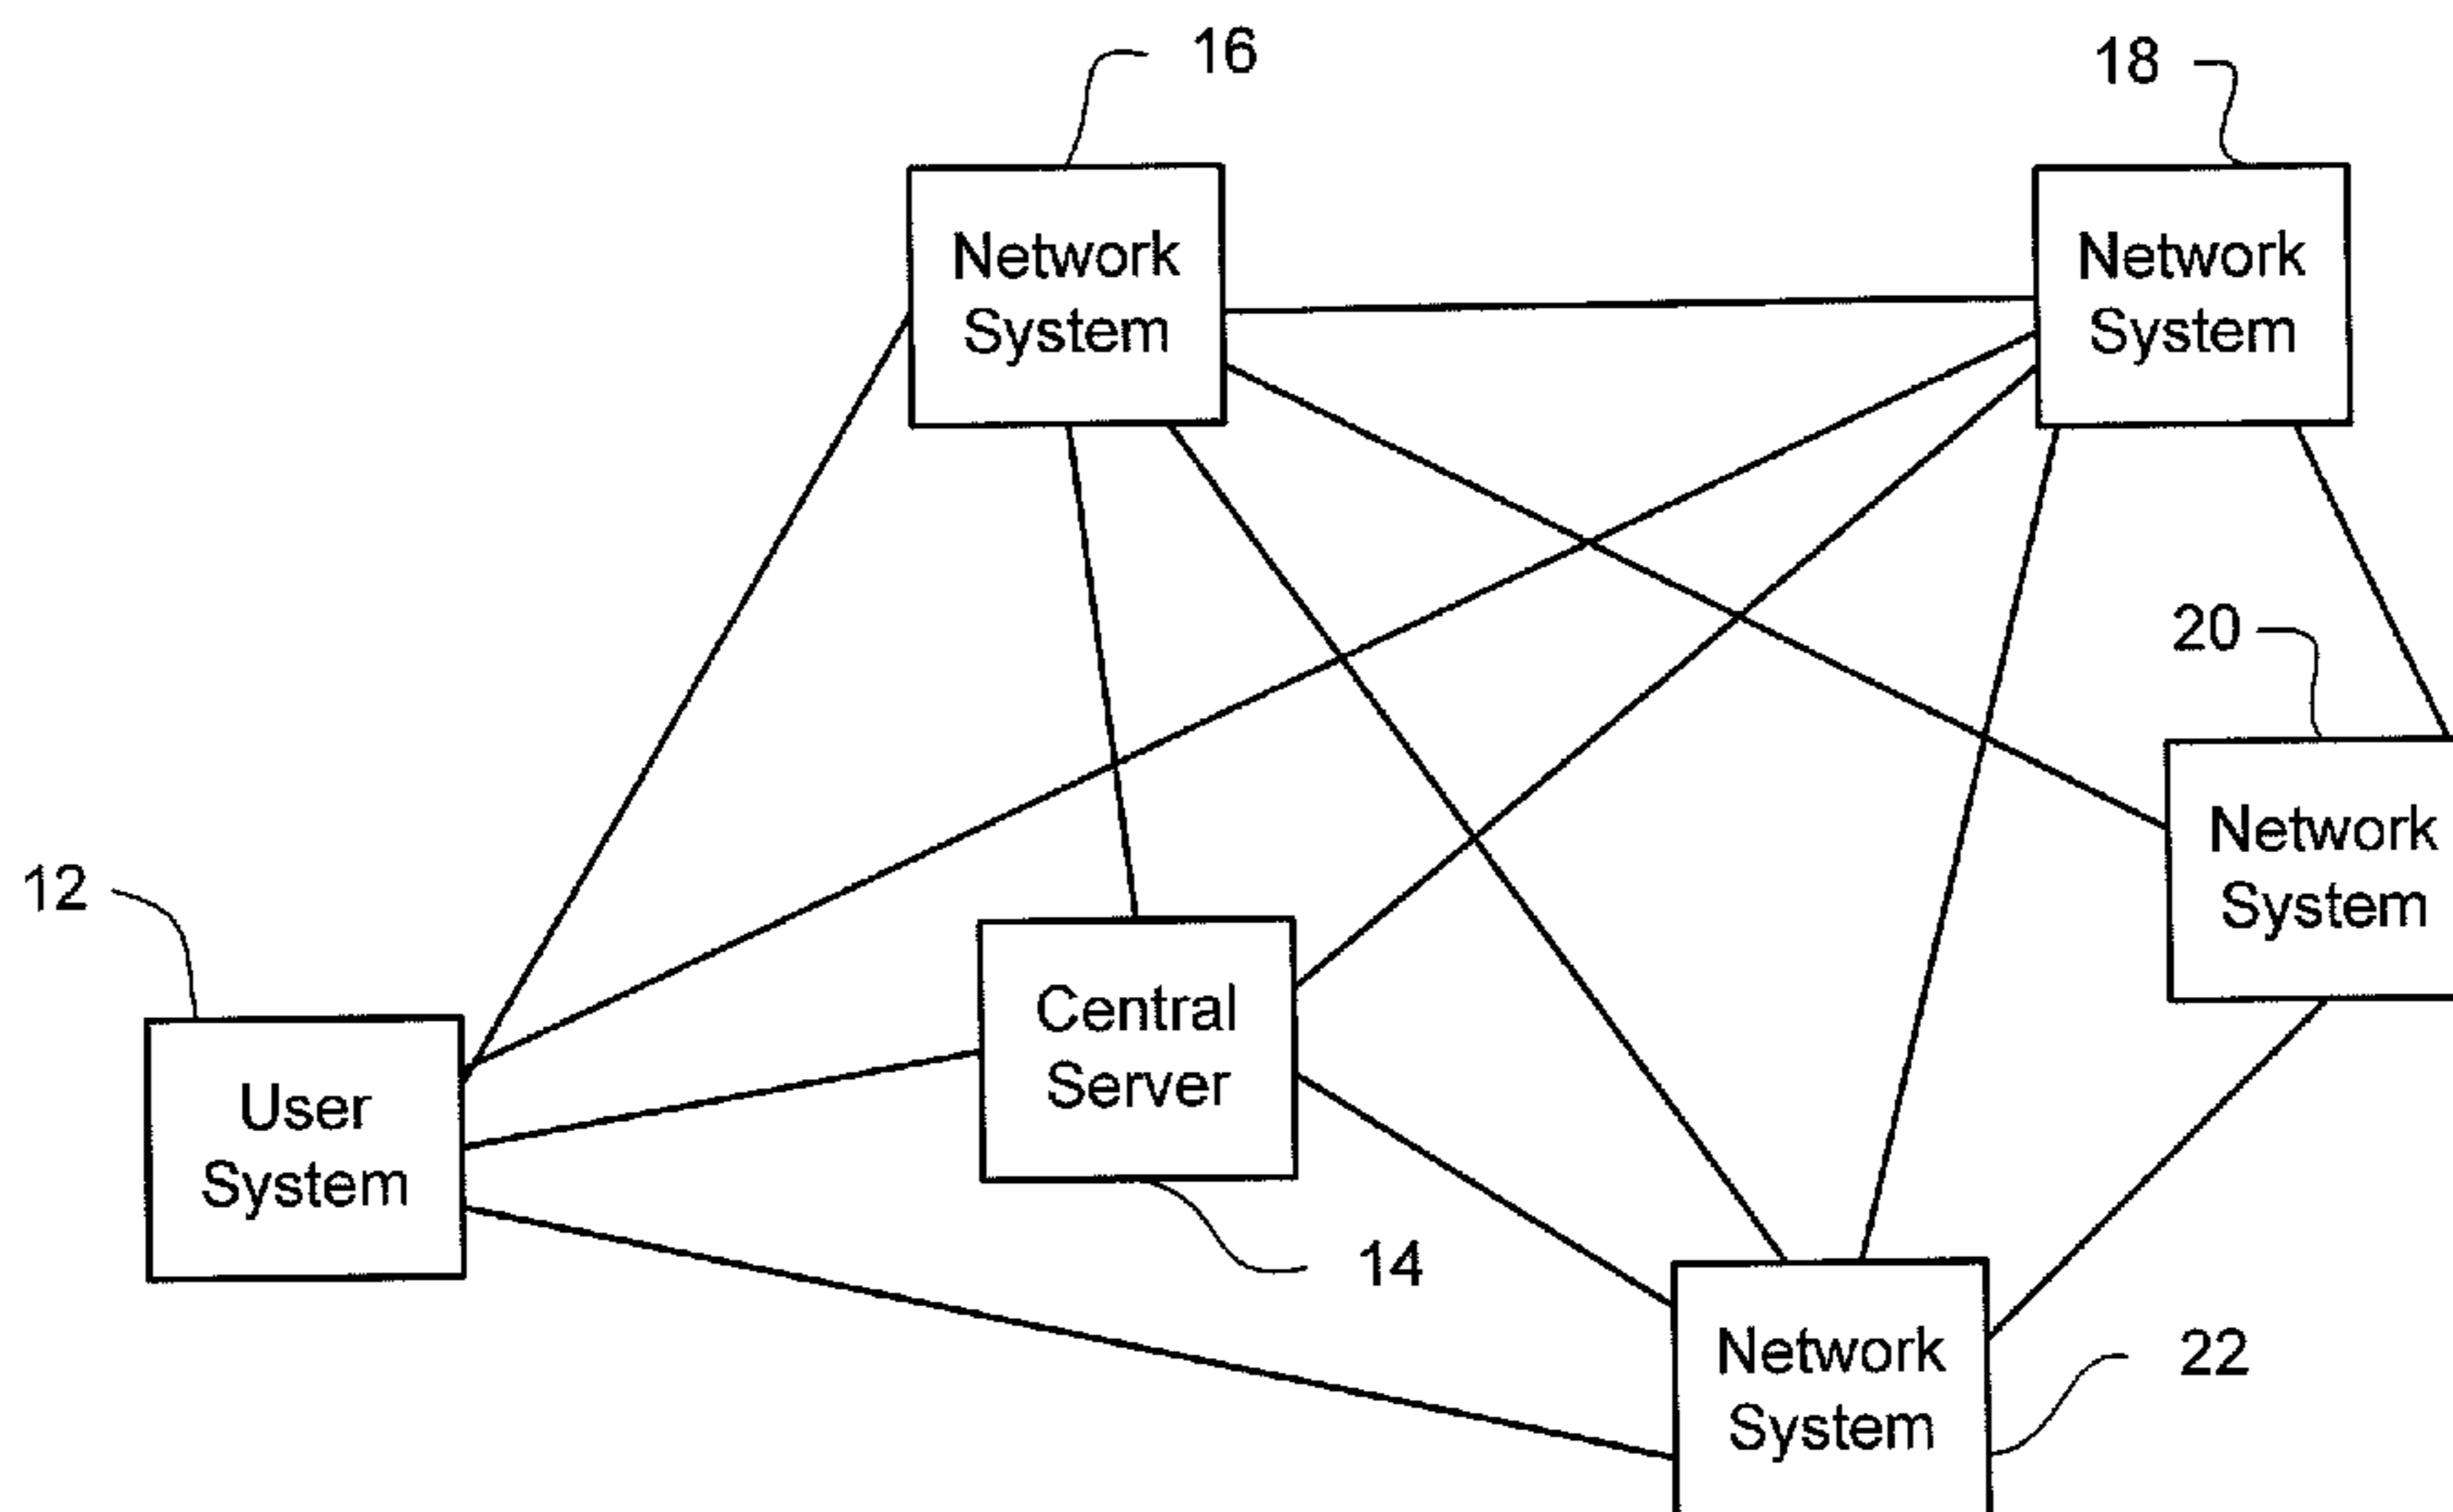 16
18
Network
System
Network
System
20
Network
System
12
Central
Server
User
System
14
Network
System
22